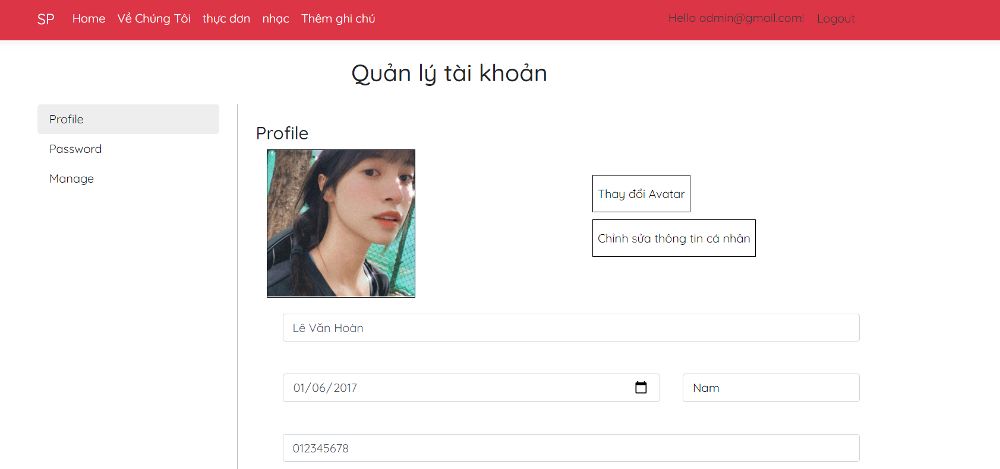 SP Home Về Chúng Tôi thực đơn nhạc Thêm ghi chú Hello admin@gmail.com! Logout
Quản lý tài khoản
Profile
Password
Manage
Profile
Thay đổi Avatar
Chỉnh sửa thông tin cá nhân
Lê Văn Hoàn
01/06/2017 Nam
012345678